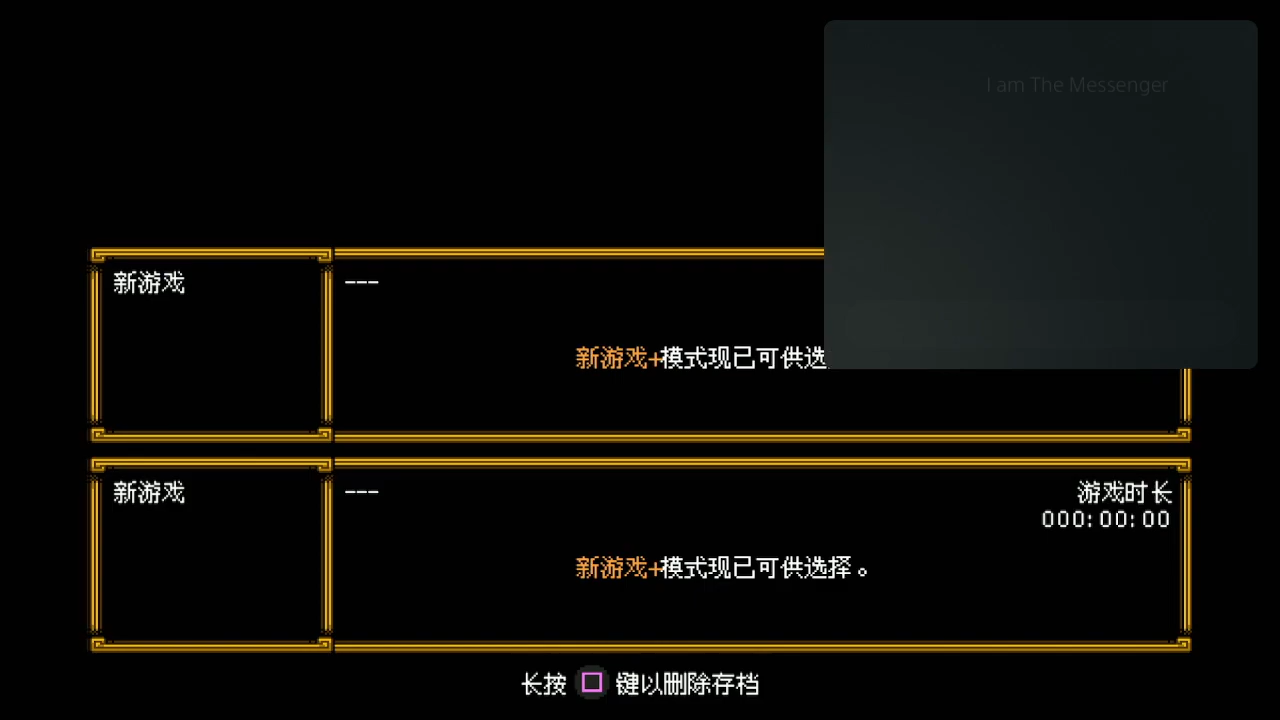 I am The Messenger
新游戏
---
新游戏+模式现已可供选
新游戏
---
游戏时长
000:00:00
新游戏+模式现已可供选择。
长按 □ 键以删除存档